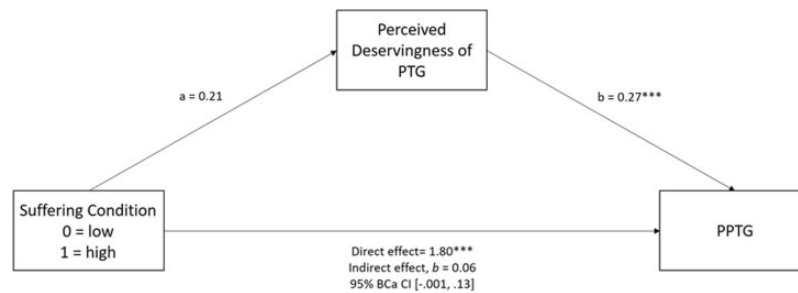 Perceived
Deservingness of
PTG
a = 0.21
b = 0.27***
Suffering Condition
0 = low
1 = high
PPTG
Direct effect= 1.80***
Indirect effect, b = 0.06
95% BCa CI [-.001, .13]